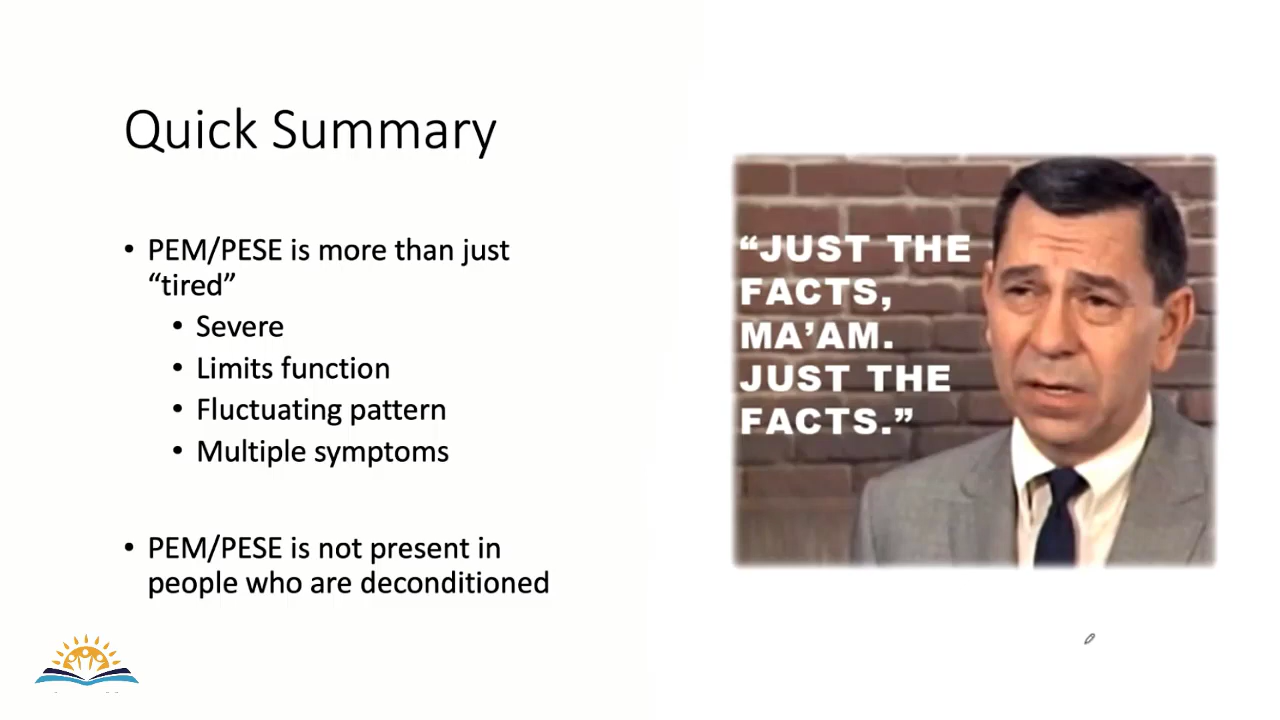 Quick Summary
• PEM/PESE is more than just
“tired”
• Severe
• Limits function
• Fluctuating pattern
• Multiple symptoms
• PEM/PESE is not present in
people who are deconditioned
“JUST THE
FACTS,
MA’AM.
JUST THE
FACTS.”